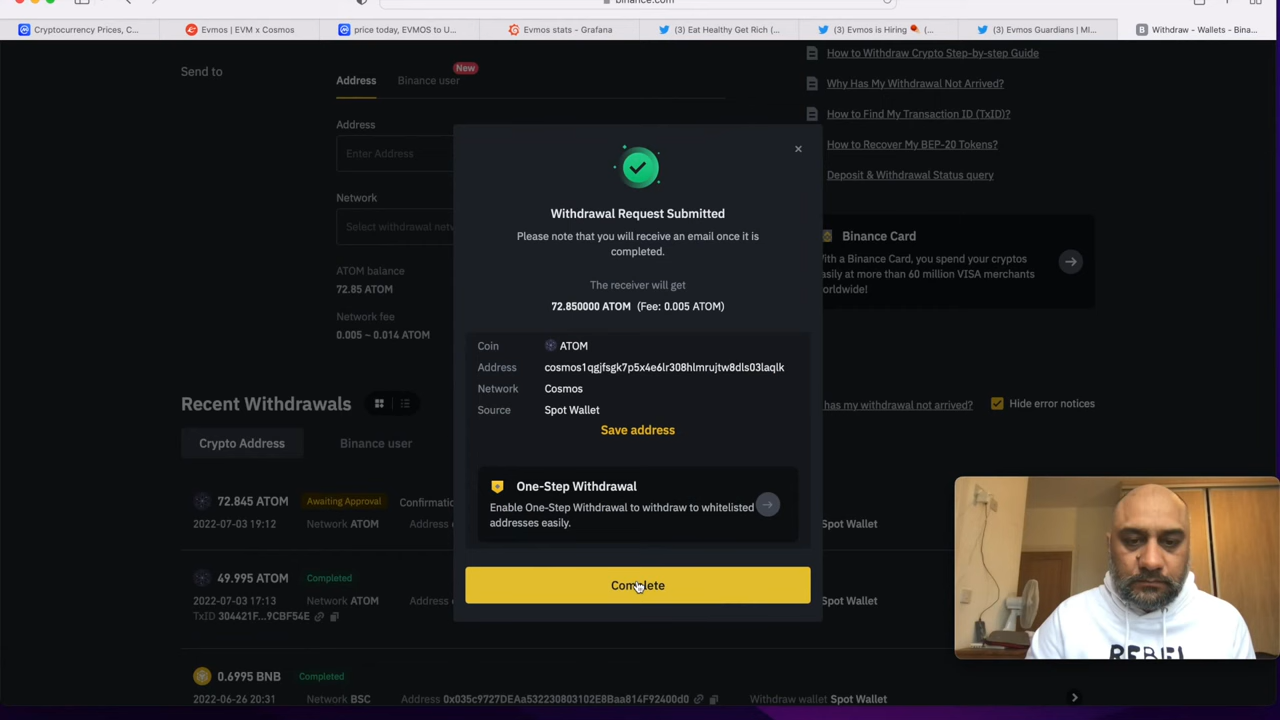 binance.com
Cryptocurrency Prices, C...
Evmos | EVM x Cosmos
price today, EVMOS to U...
Evmos stats - Grafana
(3) Eat Healthy Get Rich (...
(3) Evmos is Hiring (...
(3) Evmos Guardians | MI...
Withdraw - Wallets - Bina...
Send to
Address
Binance user
New
Address
Enter Address
Network
Select withdrawal net
ATOM balance
72.85 ATOM
Network fee
0.005 ~ 0.014 ATOM
How to Withdraw Crypto Step-by-step Guide
Why Has My Withdrawal Not Arrived?
How to Find My Transaction ID (TxID)?
How to Recover My BEP-20 Tokens?
Deposit & Withdrawal Status query
Binance Card
With a Binance Card, you spend your cryptos
easily at more than 60 million VISA merchants
worldwide!
Withdrawal Request Submitted
Please note that you will receive an email once it is
completed.
The receiver will get
72.850000 ATOM (Fee: 0.005 ATOM)
Coin ATOM
Address cosmos1qgjfsgk7p5x4e6lr308hlmrujtw8dls03laqlk
Network Cosmos
Source Spot Wallet
Save address
One-Step Withdrawal
Enable One-Step Withdrawal to withdraw to whitelisted
addresses easily.
Complete
Recent Withdrawals
has my withdrawal not arrived?
Hide error notices
Crypto Address
Binance user
72.845 ATOM Awaiting Approval Confirmatio
2022-07-03 19:12 Network ATOM Address Spot Wallet
49.995 ATOM Completed
2022-07-03 17:13 Network ATOM Address Spot Wallet
TxID 304421F...9CBF54E
0.6995 BNB Completed
2022-06-26 20:31 Network BSC Address 0x035c9727DEAa532230803102E8Baa814F92400d0 Withdraw wallet Spot Wallet
REBEL